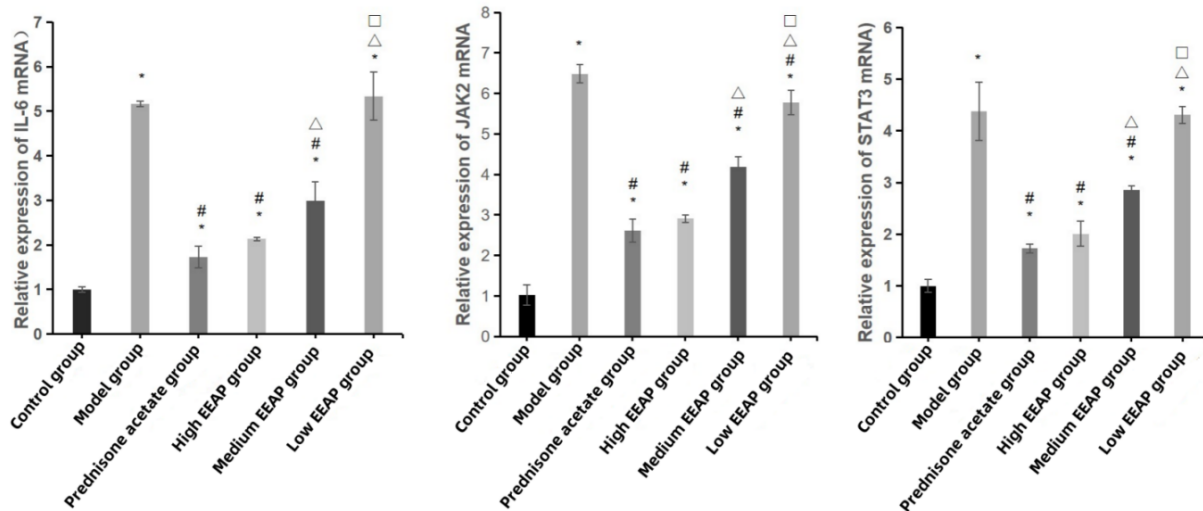 Relative expression of IL-6 mRNA）
7
6
5
4
3
2
1
0
*
#
*
#
*
△
#
*
□
△
*
Control group
Model group
Prednisone acetate group
High EEAP group
Medium EEAP group
Low EEAP group
Relative expression of JAK2 mRNA
8
7
6
5
4
3
2
1
0
*
#
*
#
*
△
#
*
□
△
#
*
Control group
Model group
Prednisone acetate group
High EEAP group
Medium EEAP group
Low EEAP group
Relative expression of STAT3 mRNA)
6
5
4
3
2
1
0
*
#
*
#
*
△
#
*
□
△
*
Control group
Model group
Prednisone acetate group
High EEAP group
Medium EEAP group
Low EEAP group